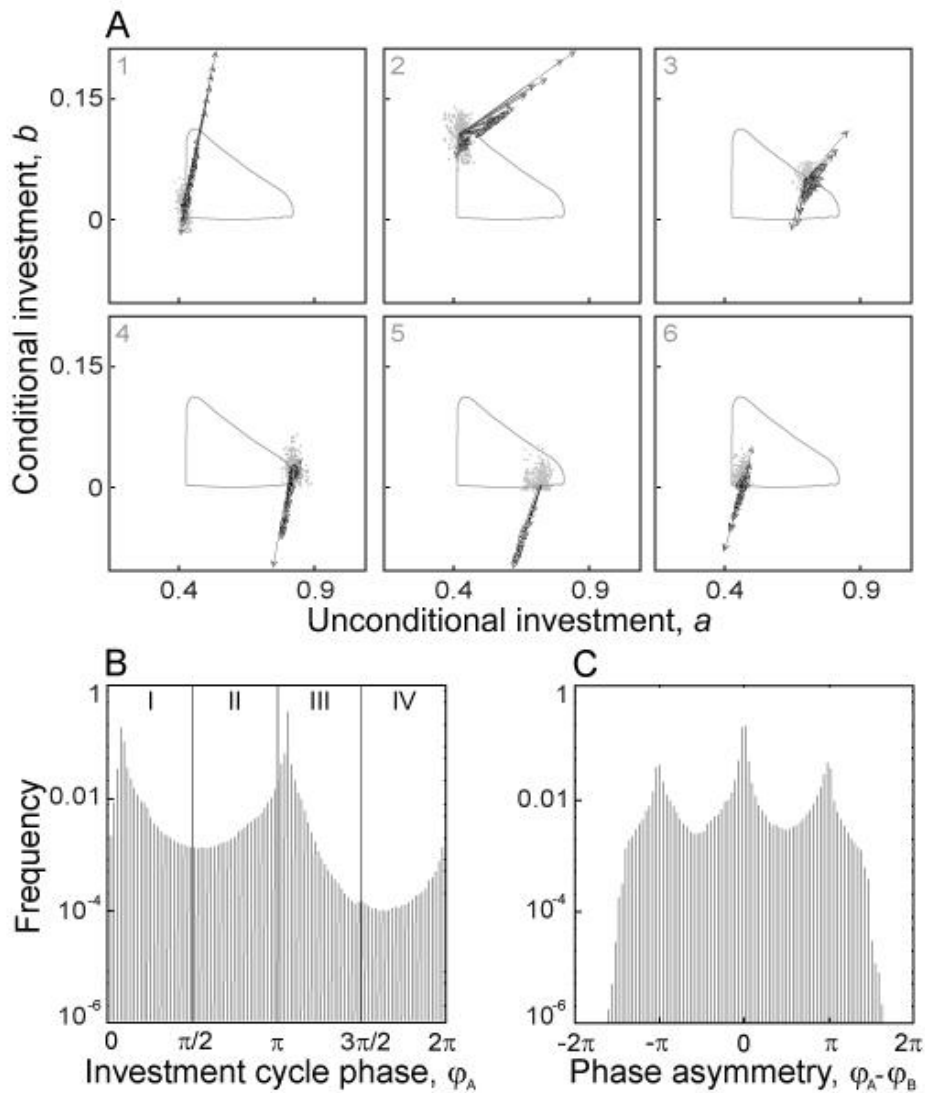 A
1
2
3
0.15
0
4
5
6
0.15
0
0.4 0.9 0.4 0.9 0.4 0.9
Conditional investment, b
Unconditional investment, a
B
I II III IV
1
0.01
10⁻⁴
10⁻⁶
Frequency
0 π/2 π 3π/2 2π
Investment cycle phase, φA
C
1
0.01
10⁻⁴
10⁻⁶
-2π -π 0 π 2π
Phase asymmetry, φA-φB